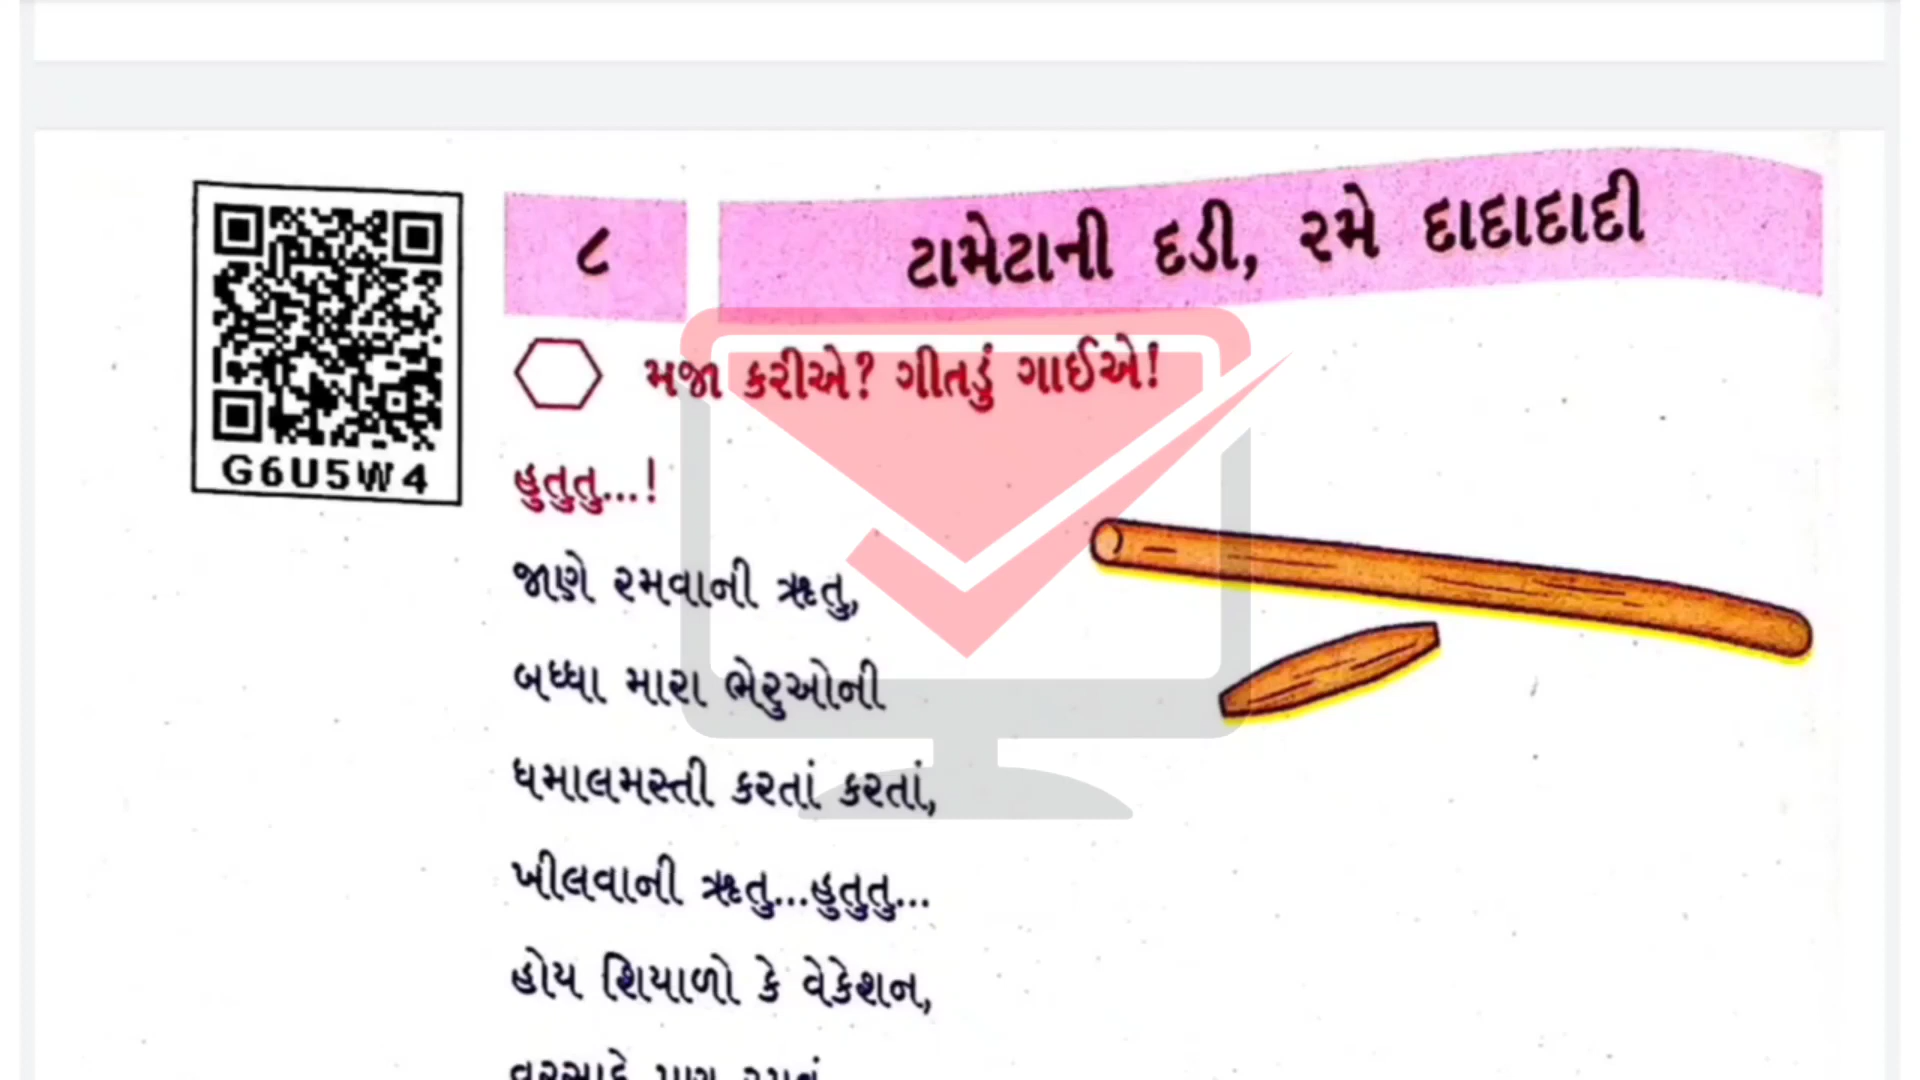 G6U5W4
૮
ટામેટાની દડી, રમે દાદાદાદી
મજા કરીએ? ગીતડું ગાઈએ!
હુતુતુ...!
જાણે રમવાની ઋતુ,
બધ્ધા મારા ભેરુઓની
ધમાલમસ્તી કરતાં કરતાં,
ખીલવાની ઋતુ...હુતુતુ...
હોય શિયાળો કે વેકેશન,